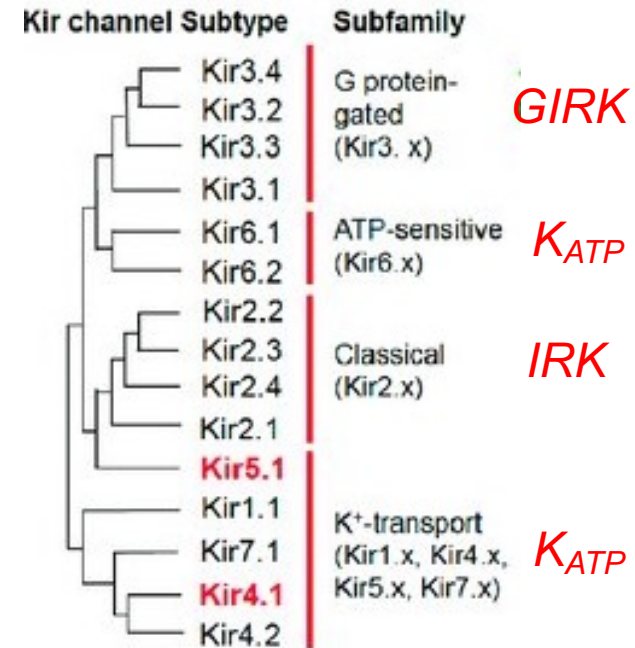 Kir channel Subtype Subfamily
Kir3.4
Kir3.2
Kir3.3
Kir3.1
G protein-
gated
(Kir3. x)
GIRK
Kir6.1
Kir6.2
ATP-sensitive
(Kir6.x)
K_ATP
Kir2.2
Kir2.3
Kir2.4
Kir2.1
Classical
(Kir2.x)
IRK
Kir5.1
Kir1.1
Kir7.1
Kir4.1
Kir4.2
K⁺-transport
(Kir1.x, Kir4.x,
Kir5.x, Kir7.x)
K_ATP